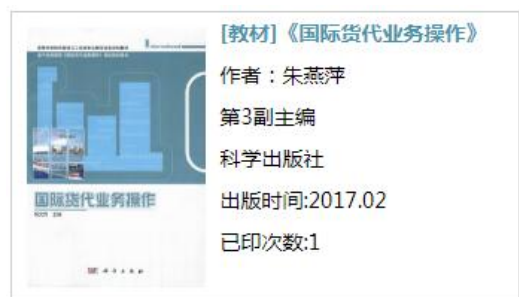 [教材]《国际货代业务操作》
作者：朱燕萍
第3副主编
科学出版社
出版时间:2017.02
已印次数:1
国际货代业务操作